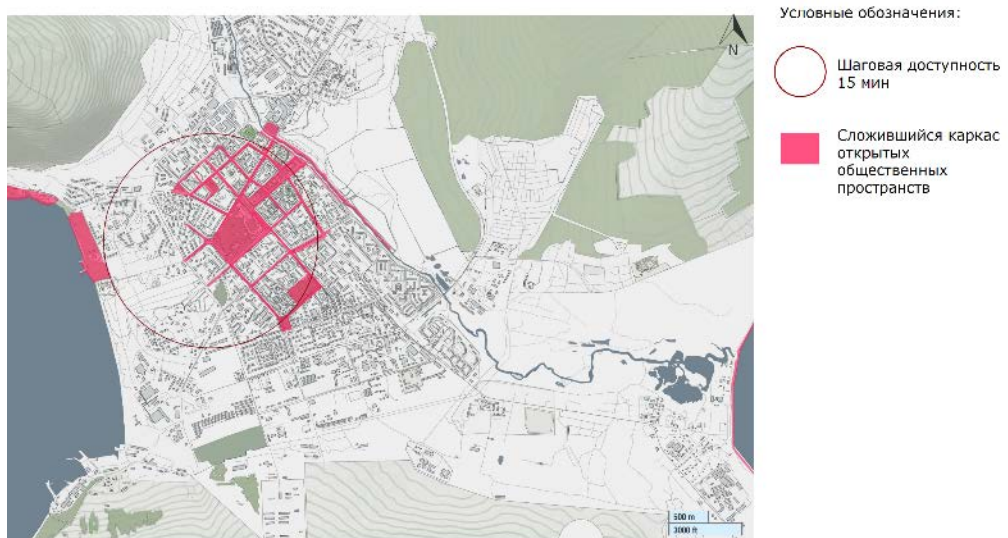 Условные обозначения:
N
Шаговая доступность
15 мин
Сложившийся каркас
открытых
общественных
пространств
500 m
3000 ft